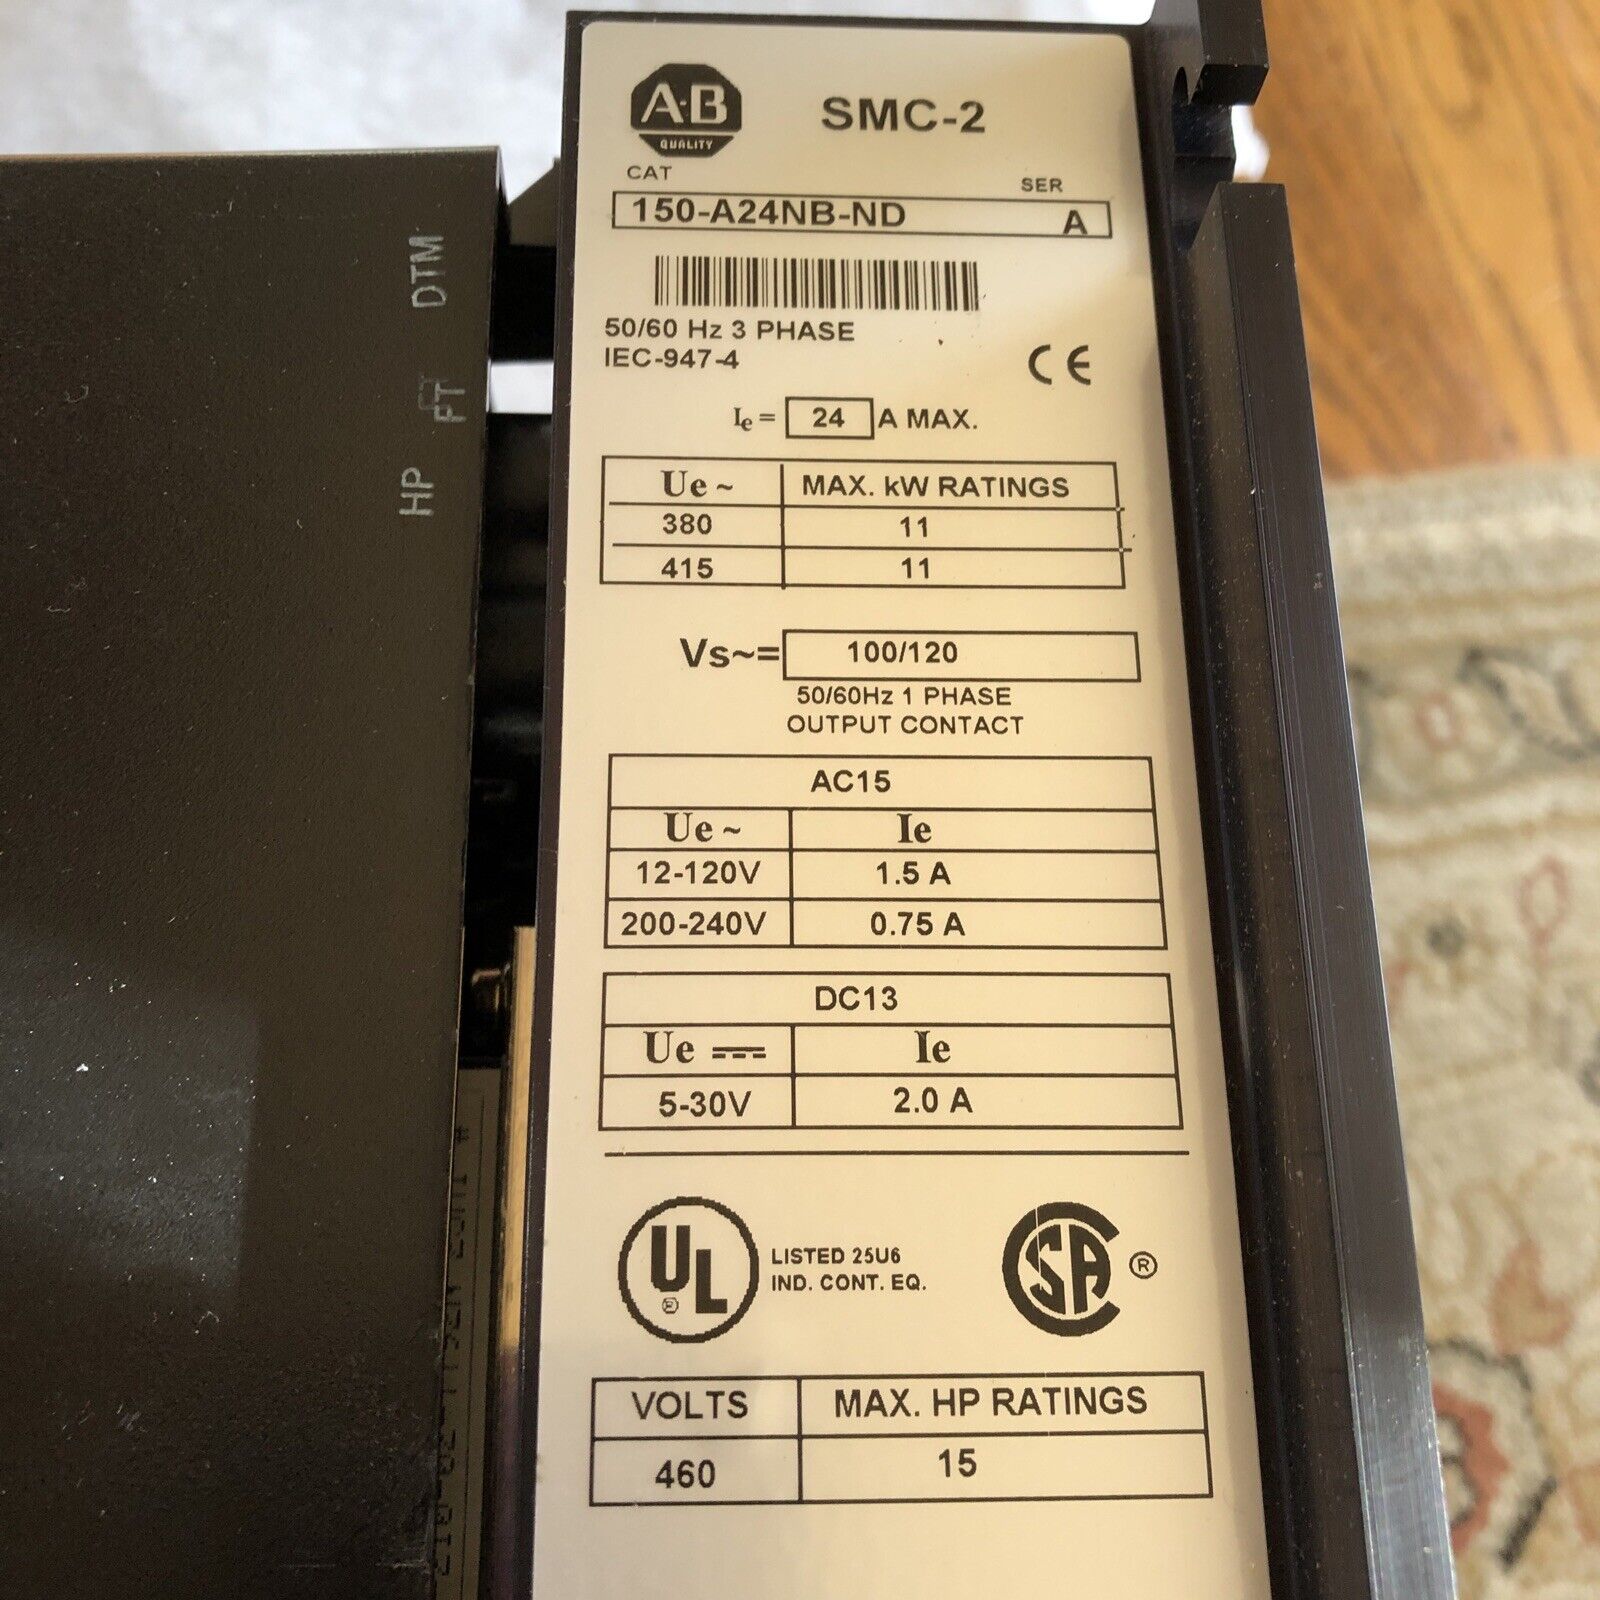 A-B
QUALITY
SMC-2
CAT
SER
150-A24NB-ND A
50/60 Hz 3 PHASE
IEC-947-4
CE
Ie = 24 A MAX.
Ue ~ MAX. kW RATINGS
380 11
415 11
Vs~= 100/120
50/60Hz 1 PHASE
OUTPUT CONTACT
AC15
Ue ~ Ie
12-120V 1.5 A
200-240V 0.75 A
DC13
Ue ⎓ Ie
5-30V 2.0 A
UL
LISTED 25U6
IND. CONT. EQ.
CSA ®
VOLTS MAX. HP RATINGS
460 15
DTM
FT
HP